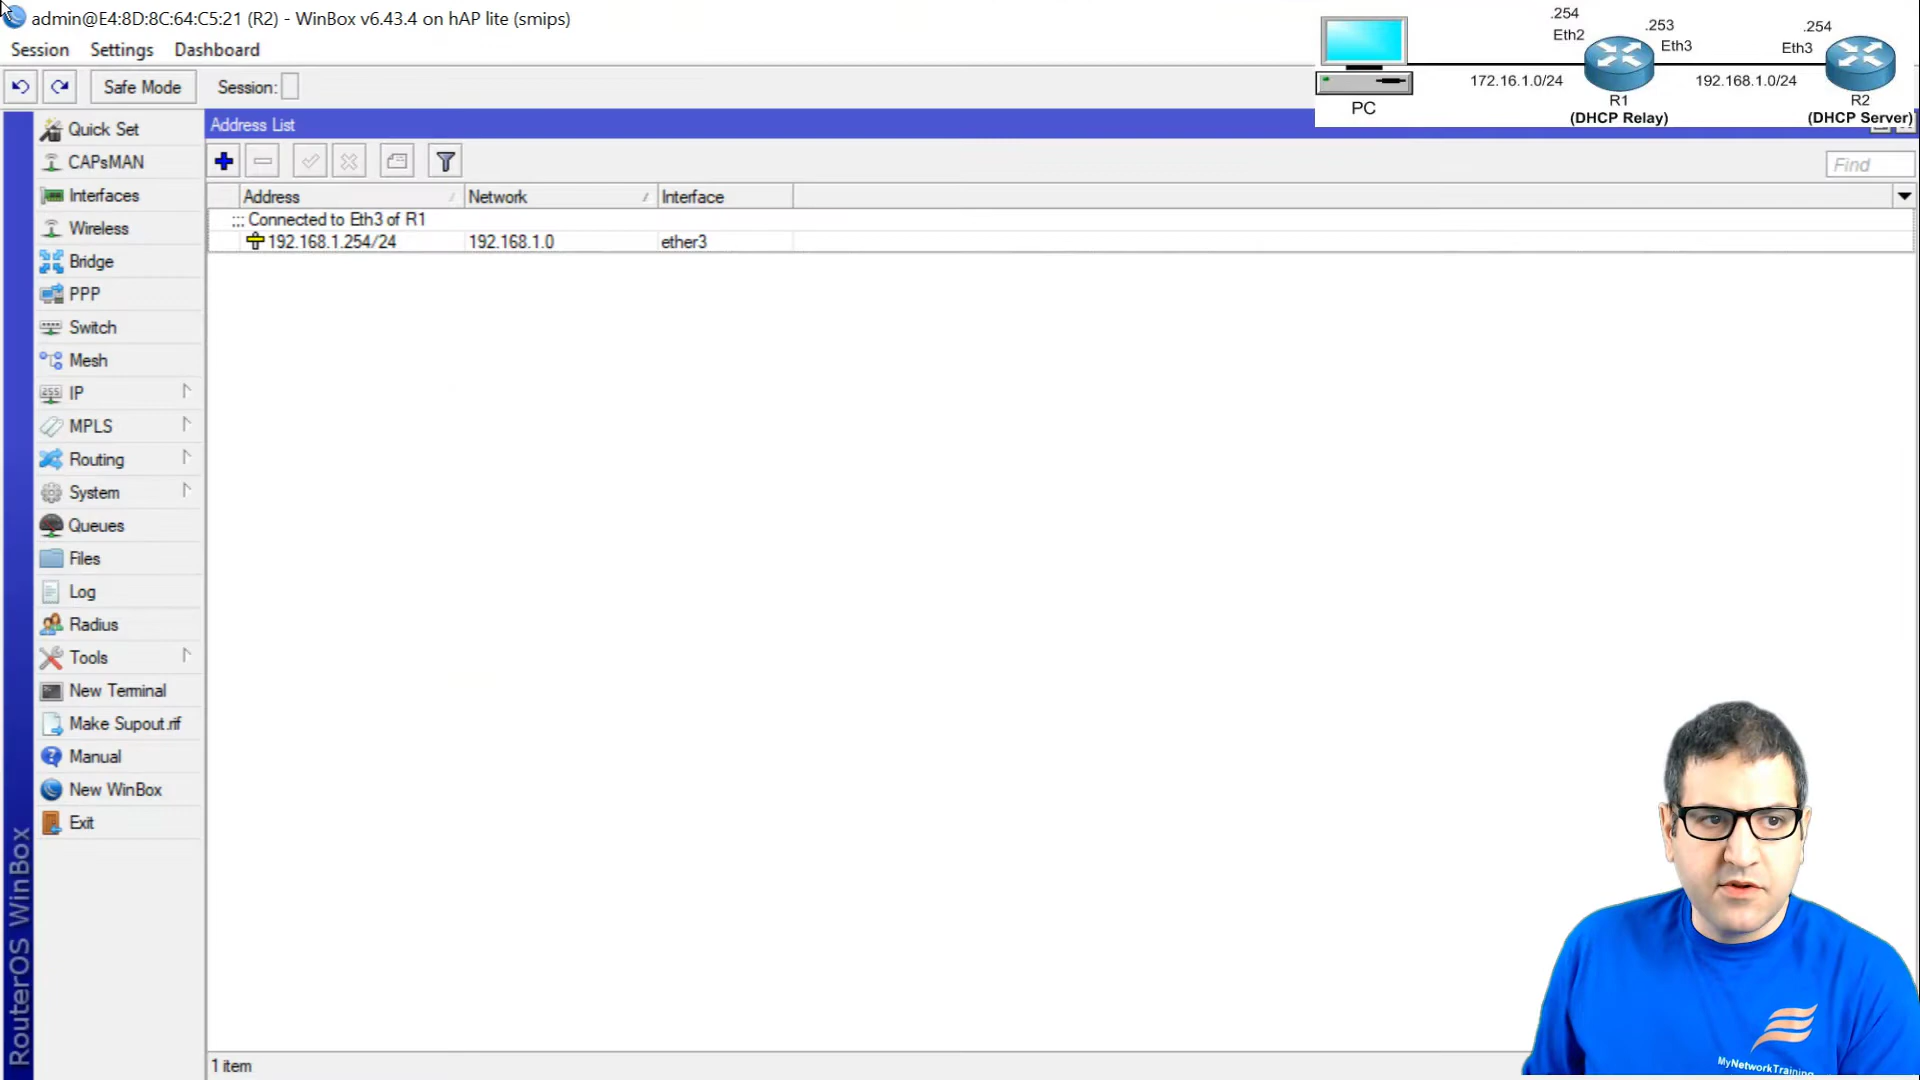 admin@E4:8D:8C:64:C5:21 (R2) - WinBox v6.43.4 on hAP lite (smips)
Session Settings Dashboard
Safe Mode Session:
.254
Eth2
.253
Eth3
.254
Eth3
172.16.1.0/24
192.168.1.0/24
PC
R1
(DHCP Relay)
R2
(DHCP Server)
Quick Set
CAPsMAN
Interfaces
Wireless
Bridge
PPP
Switch
Mesh
IP
MPLS
Routing
System
Queues
Files
Log
Radius
Tools
New Terminal
Make Supout.rif
Manual
New WinBox
Exit
RouterOS WinBox
Address List
Find
Address Network Interface
;;; Connected to Eth3 of R1
192.168.1.254/24 192.168.1.0 ether3
1 item